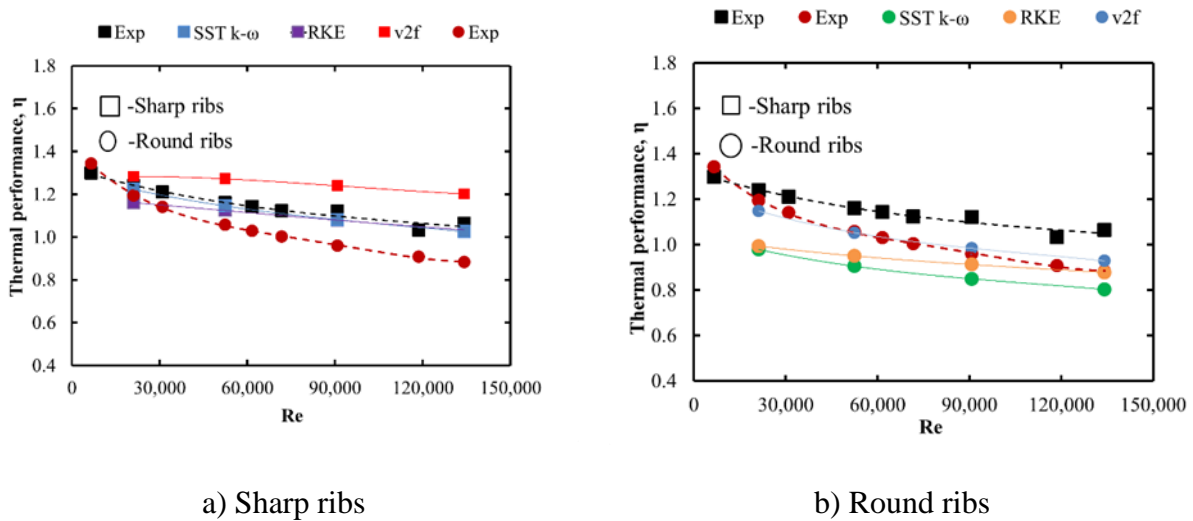 Exp SST k-ω RKE v2f Exp
1.8
1.6
1.4
1.2
1.0
0.8
0.6
0.4
Thermal performance, η
-Sharp ribs
-Round ribs
0 30,000 60,000 90,000 120,000 150,000
Re
a) Sharp ribs
Exp Exp SST k-ω RKE v2f
1.8
1.6
1.4
1.2
1.0
0.8
0.6
0.4
Thermal performance, η
-Sharp ribs
-Round ribs
0 30,000 60,000 90,000 120,000 150,000
Re
b) Round ribs